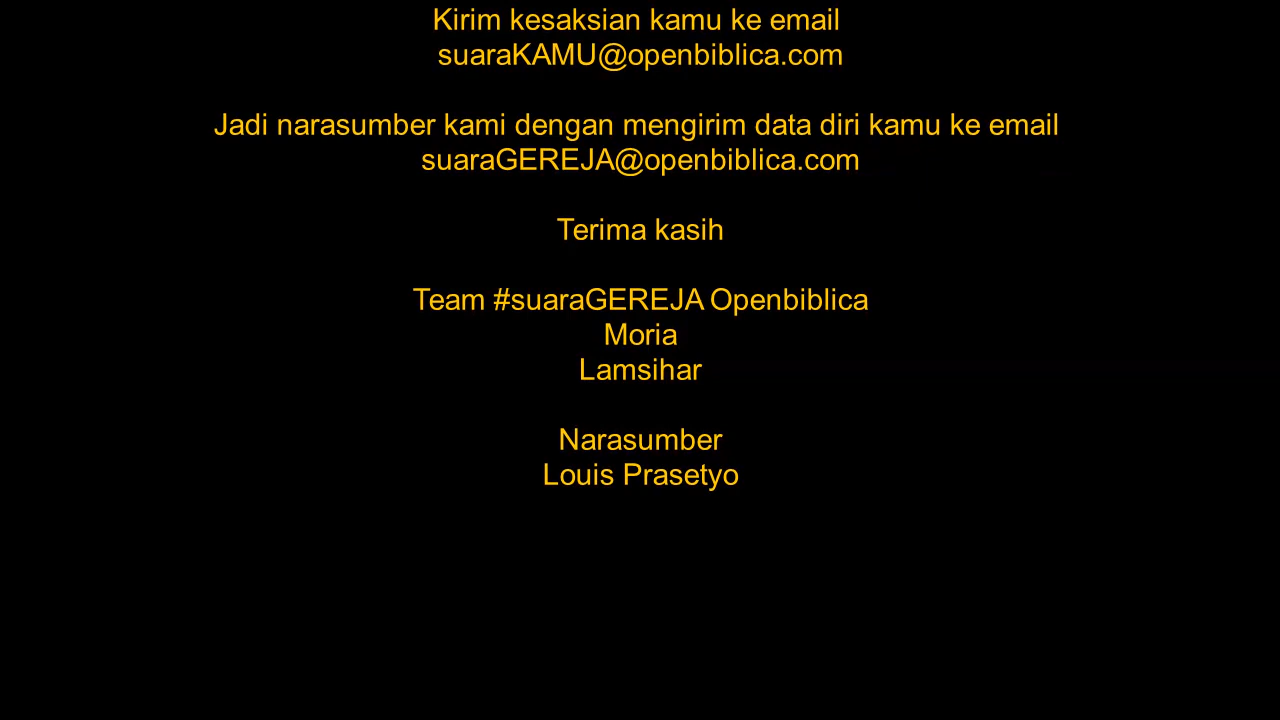 Kirim kesaksian kamu ke email
suaraKAMU@openbiblica.com
Jadi narasumber kami dengan mengirim data diri kamu ke email
suaraGEREJA@openbiblica.com
Terima kasih
Team #suaraGEREJA Openbiblica
Moria
Lamsihar
Narasumber
Louis Prasetyo